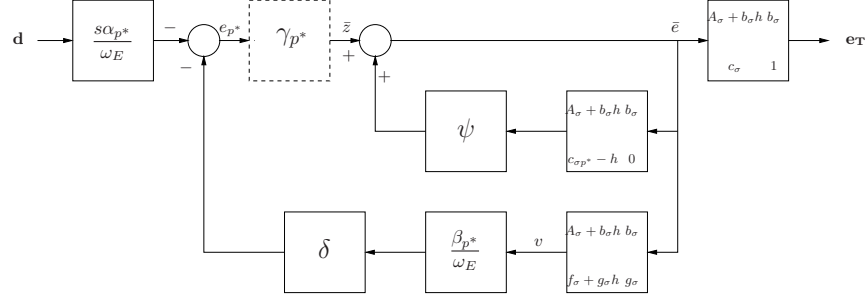 d
sα_{p*}
ω_E
−
−
e_{p*}
γ_{p*}
z̄
+
+
ē
A_σ + b_σh b_σ
c_σ 1
e_T
ψ
A_σ + b_σh b_σ
c_{σp*} − h 0
δ
β_{p*}
ω_E
v
A_σ + b_σh b_σ
f_σ + g_σh g_σ